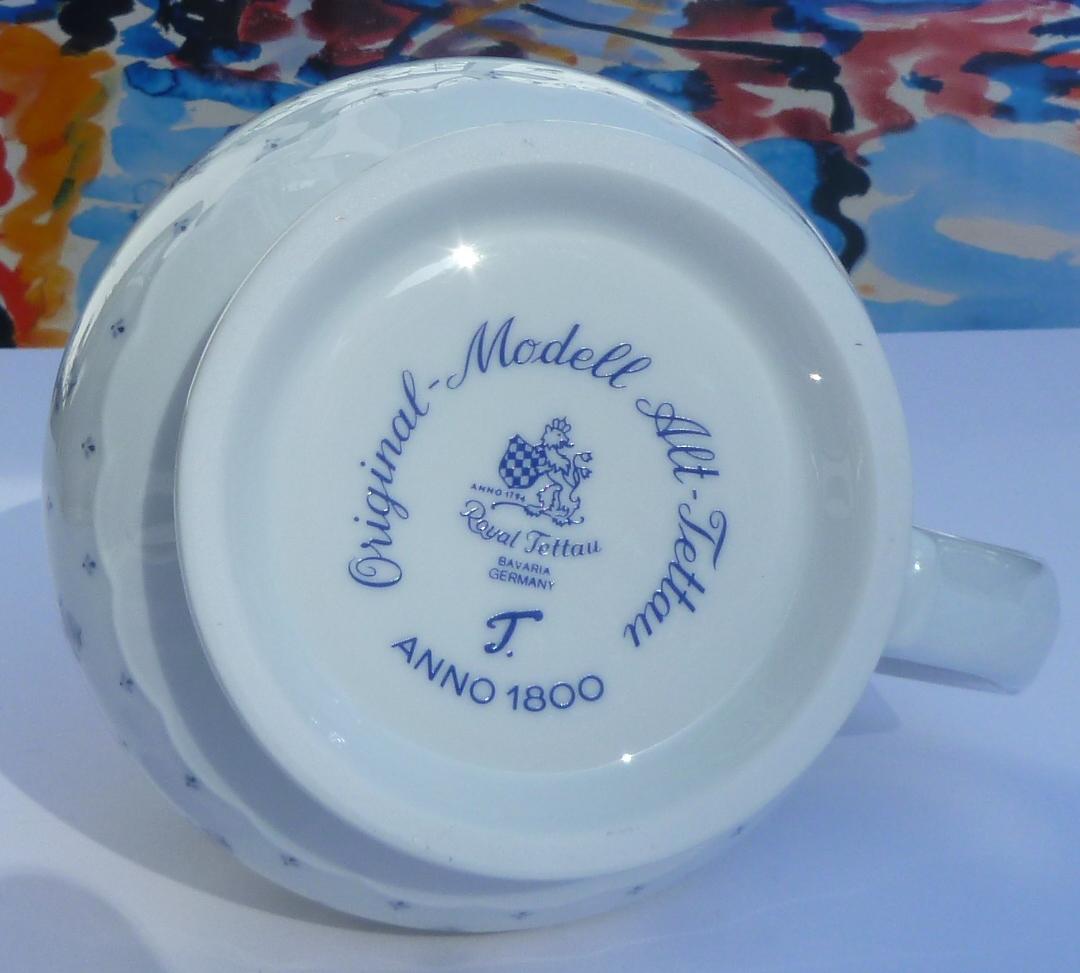 Original-Modell Alt-Tettau
ANNO 1794
Royal Tettau
BAVARIA
GERMANY
T.
ANNO 1800